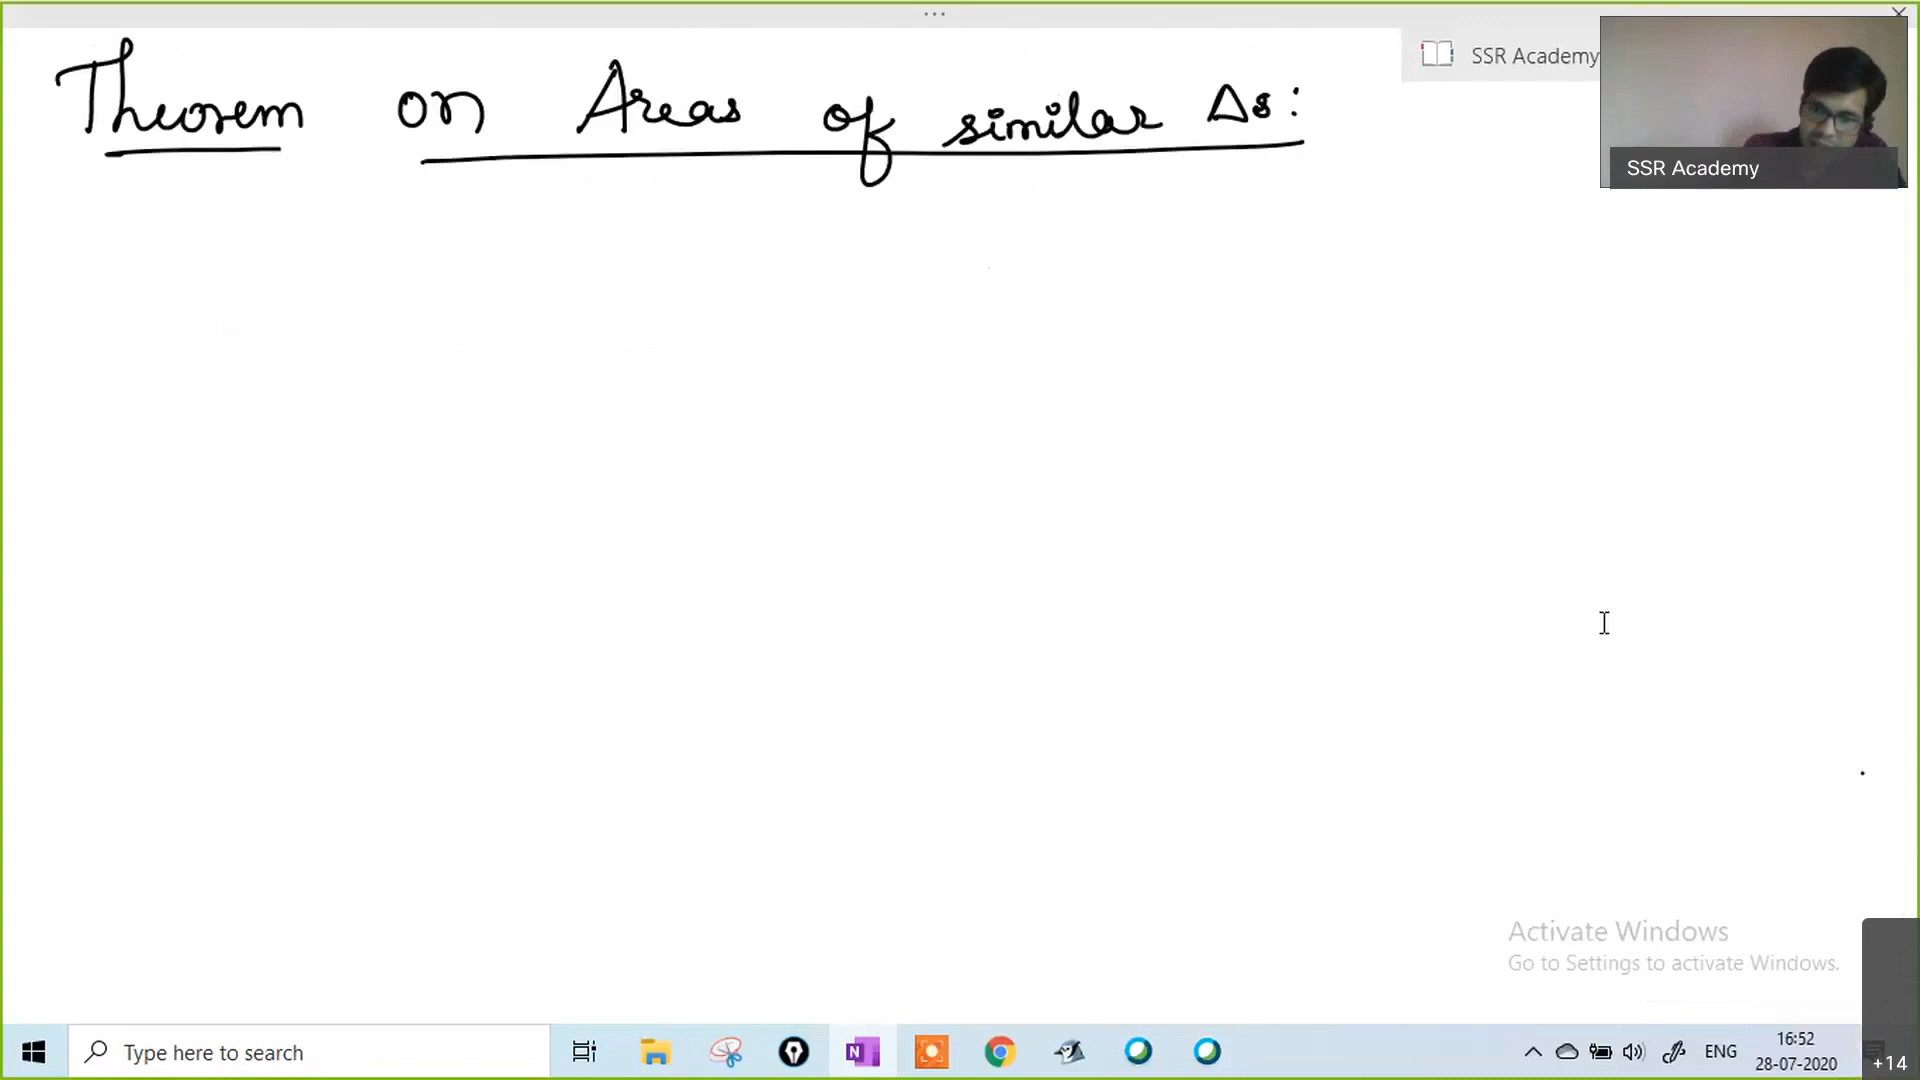 ...
SSR Academy
Theorem on Areas of similar Δs:
SSR Academy
Activate Windows
Go to Settings to activate Windows.
Type here to search
N
ENG
16:52
28-07-2020
+14